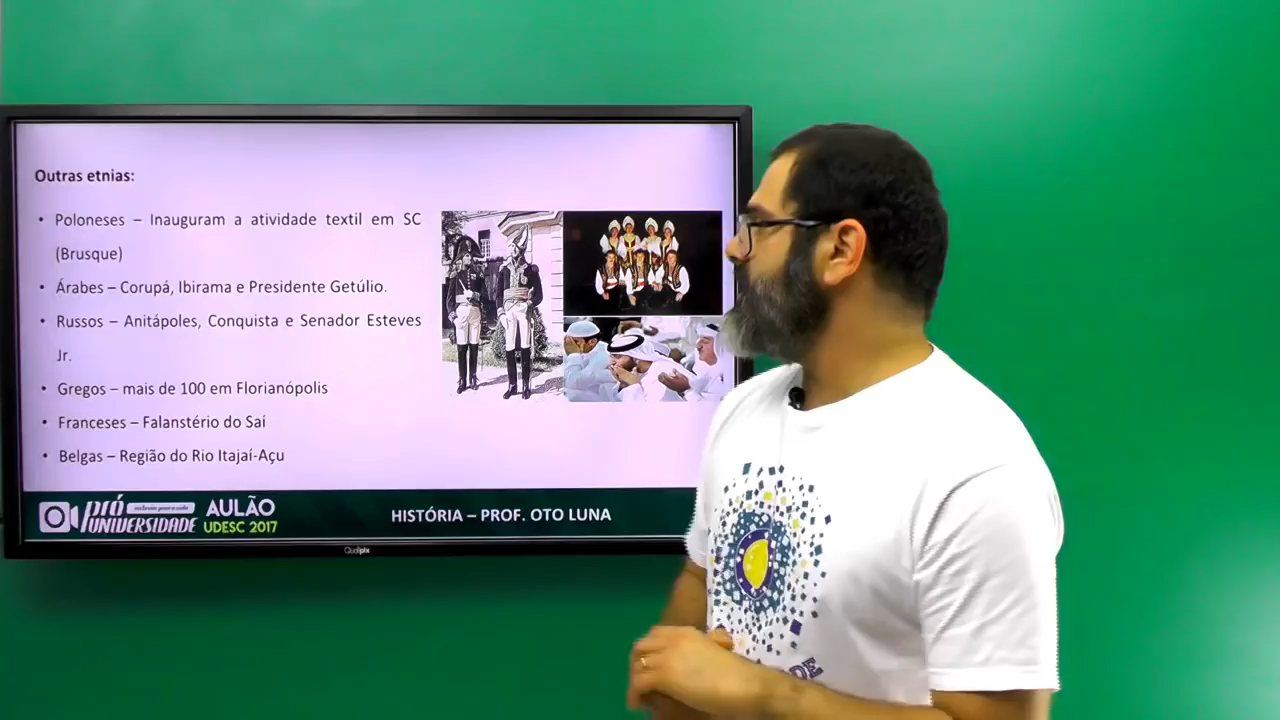 Outras etnias:
• Poloneses – Inauguram a atividade textil em SC
(Brusque)
• Árabes – Corupá, Ibirama e Presidente Getúlio.
• Russos – Anitápoles, Conquista e Senador Esteves
Jr.
• Gregos – mais de 100 em Florianópolis
• Franceses – Falanstério do Saí
• Belgas – Região do Rio Itajaí-Açu
PRÓ
UNIVERSIDADE
AULÃO
UDESC 2017
HISTÓRIA – PROF. OTO LUNA
Qualipix